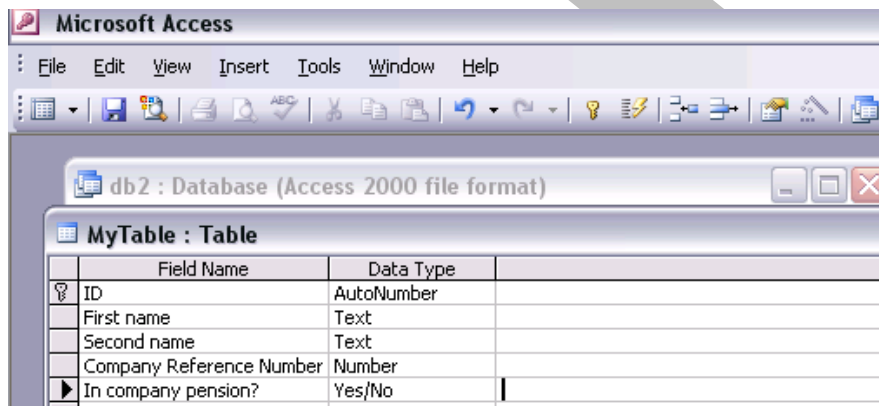 Microsoft Access
File Edit View Insert Tools Window Help
ABC
db2 : Database (Access 2000 file format)
MyTable : Table
Field Name Data Type
ID AutoNumber
First name Text
Second name Text
Company Reference Number Number
In company pension? Yes/No